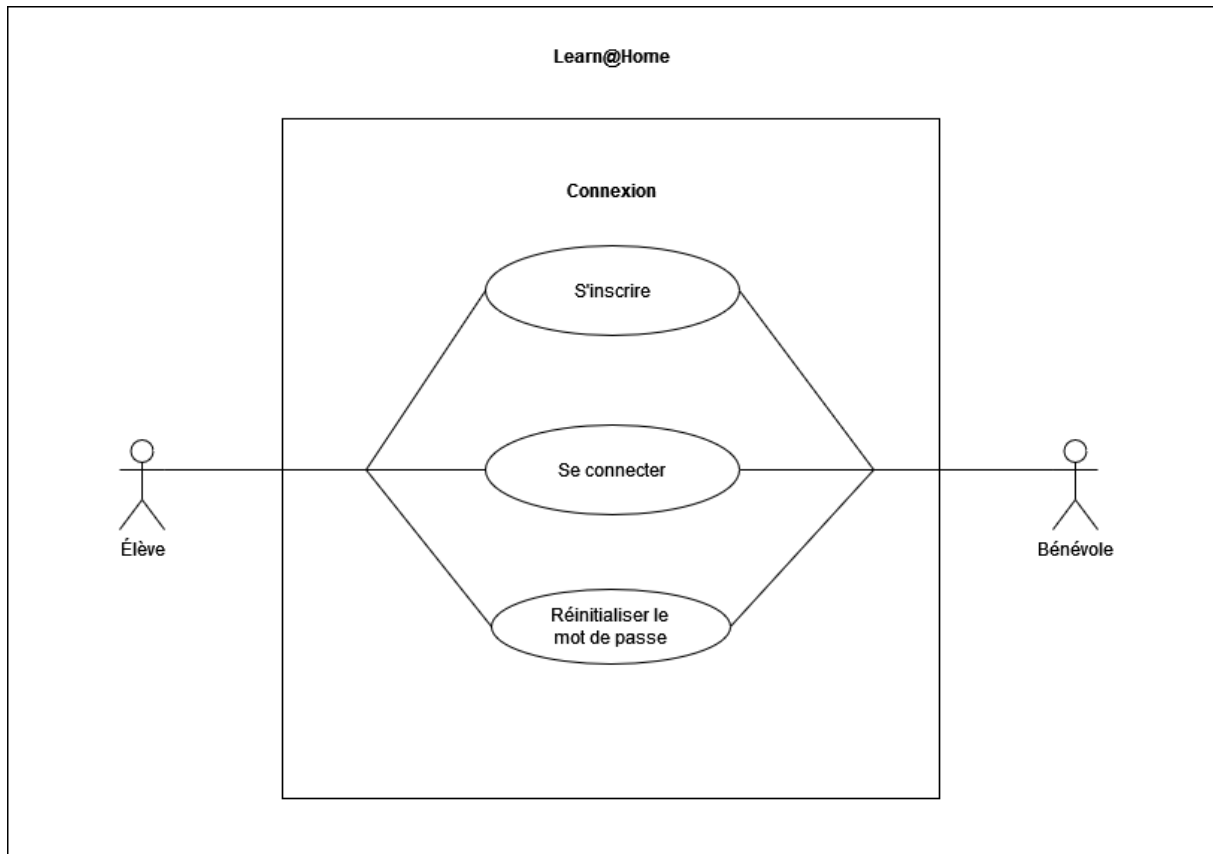 Learn@Home
Connexion
S'inscrire
Se connecter
Élève
Bénévole
Réinitialiser le
mot de passe